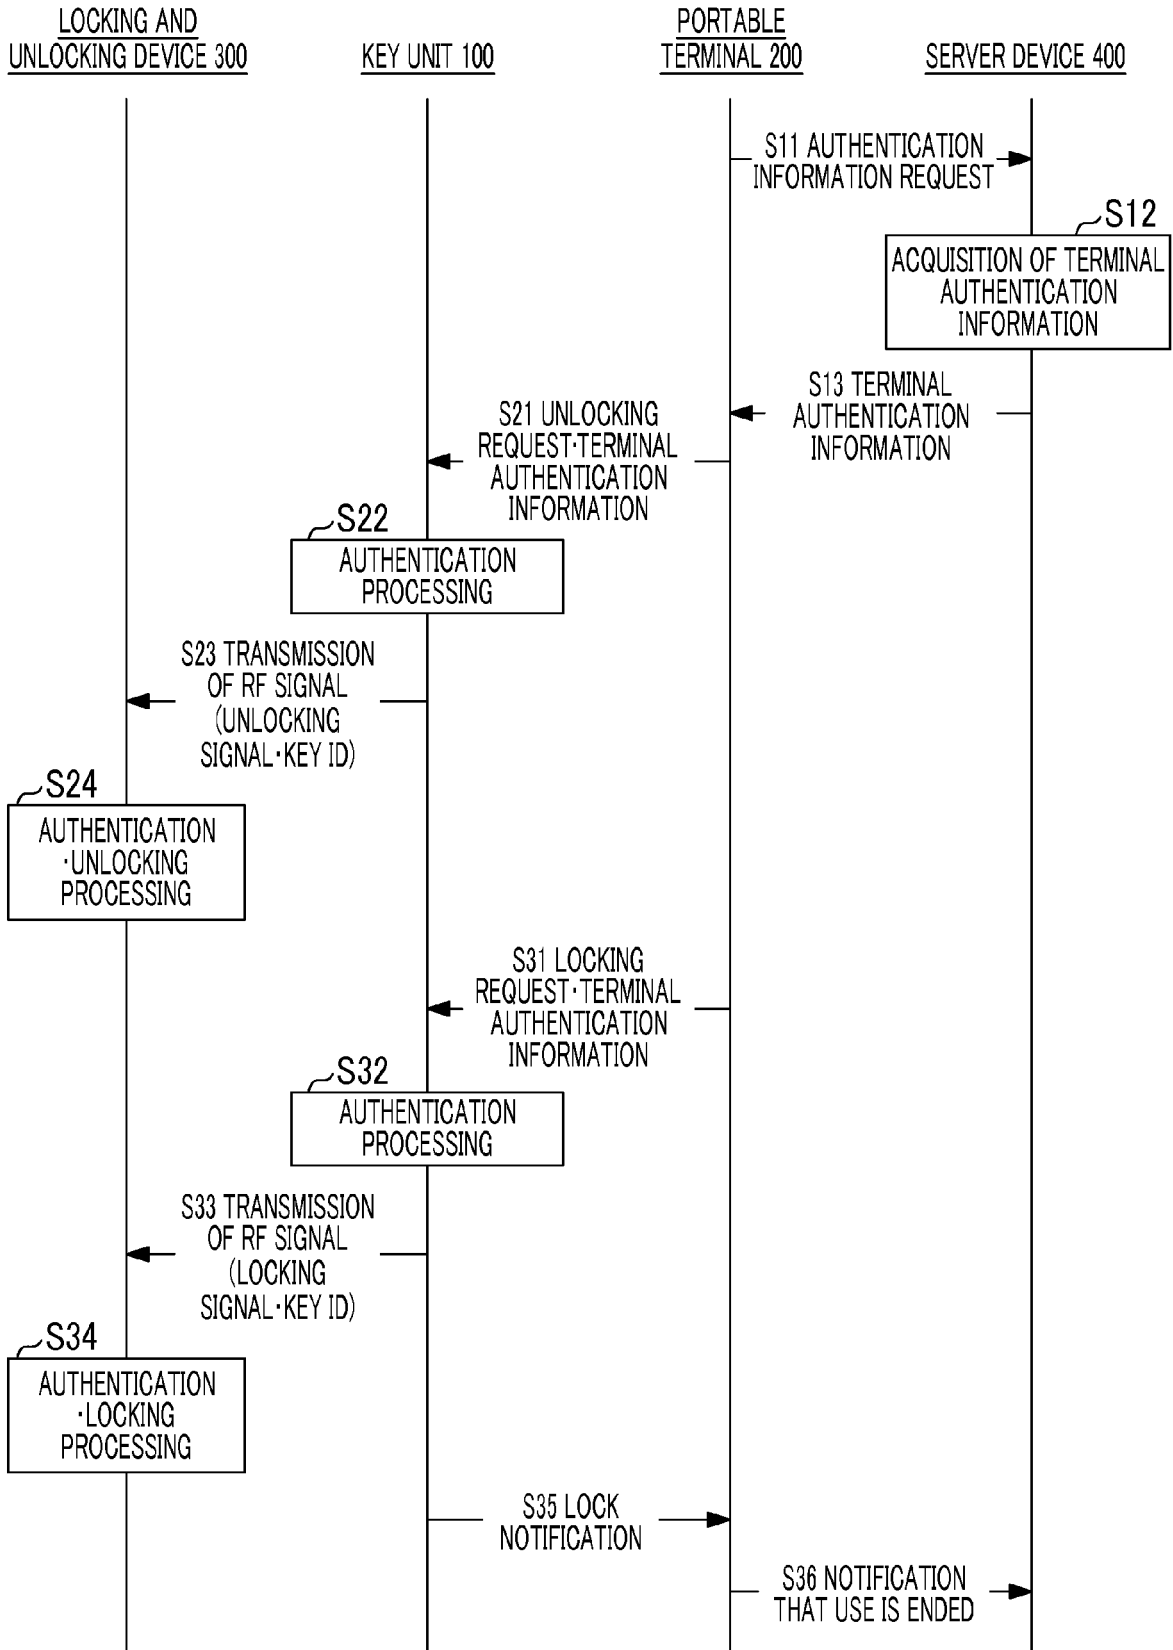 LOCKING AND
UNLOCKING DEVICE 300
KEY UNIT 100
PORTABLE
TERMINAL 200
SERVER DEVICE 400
S11 AUTHENTICATION
INFORMATION REQUEST
S12
ACQUISITION OF TERMINAL
AUTHENTICATION
INFORMATION
S13 TERMINAL
AUTHENTICATION
INFORMATION
S21 UNLOCKING
REQUEST·TERMINAL
AUTHENTICATION
INFORMATION
S22
AUTHENTICATION
PROCESSING
S23 TRANSMISSION
OF RF SIGNAL
(UNLOCKING
SIGNAL·KEY ID)
S24
AUTHENTICATION
·UNLOCKING
PROCESSING
S31 LOCKING
REQUEST·TERMINAL
AUTHENTICATION
INFORMATION
S32
AUTHENTICATION
PROCESSING
S33 TRANSMISSION
OF RF SIGNAL
(LOCKING
SIGNAL·KEY ID)
S34
AUTHENTICATION
·LOCKING
PROCESSING
S35 LOCK
NOTIFICATION
S36 NOTIFICATION
THAT USE IS ENDED